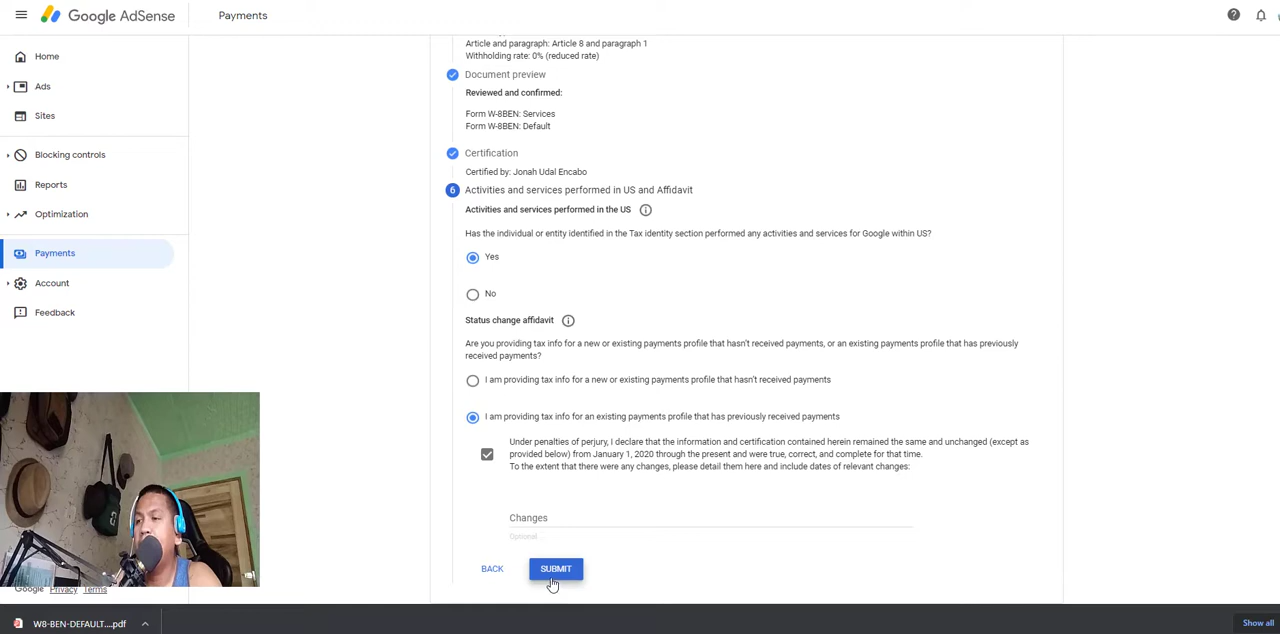 Google AdSense
Payments
Home
Ads
Sites
Blocking controls
Reports
Optimization
Payments
Account
Feedback
Article and paragraph: Article 8 and paragraph 1
Withholding rate: 0% (reduced rate)
Document preview
Reviewed and confirmed:
Form W-8BEN: Services
Form W-8BEN: Default
Certification
Certified by: Jonah Udal Encabo
6 Activities and services performed in US and Affidavit
Activities and services performed in the US
Has the individual or entity identified in the Tax identity section performed any activities and services for Google within US?
Yes
No
Status change affidavit
Are you providing tax info for a new or existing payments profile that hasn't received payments, or an existing payments profile that has previously
received payments?
I am providing tax info for a new or existing payments profile that hasn't received payments
I am providing tax info for an existing payments profile that has previously received payments
Under penalties of perjury, I declare that the information and certification contained herein remained the same and unchanged (except as
provided below) from January 1, 2020 through the present and were true, correct, and complete for that time.
To the extent that there were any changes, please detail them here and include dates of relevant changes:
Changes
Optional
BACK SUBMIT
Google Privacy Terms
W8-BEN-DEFAULT....pdf
Show all